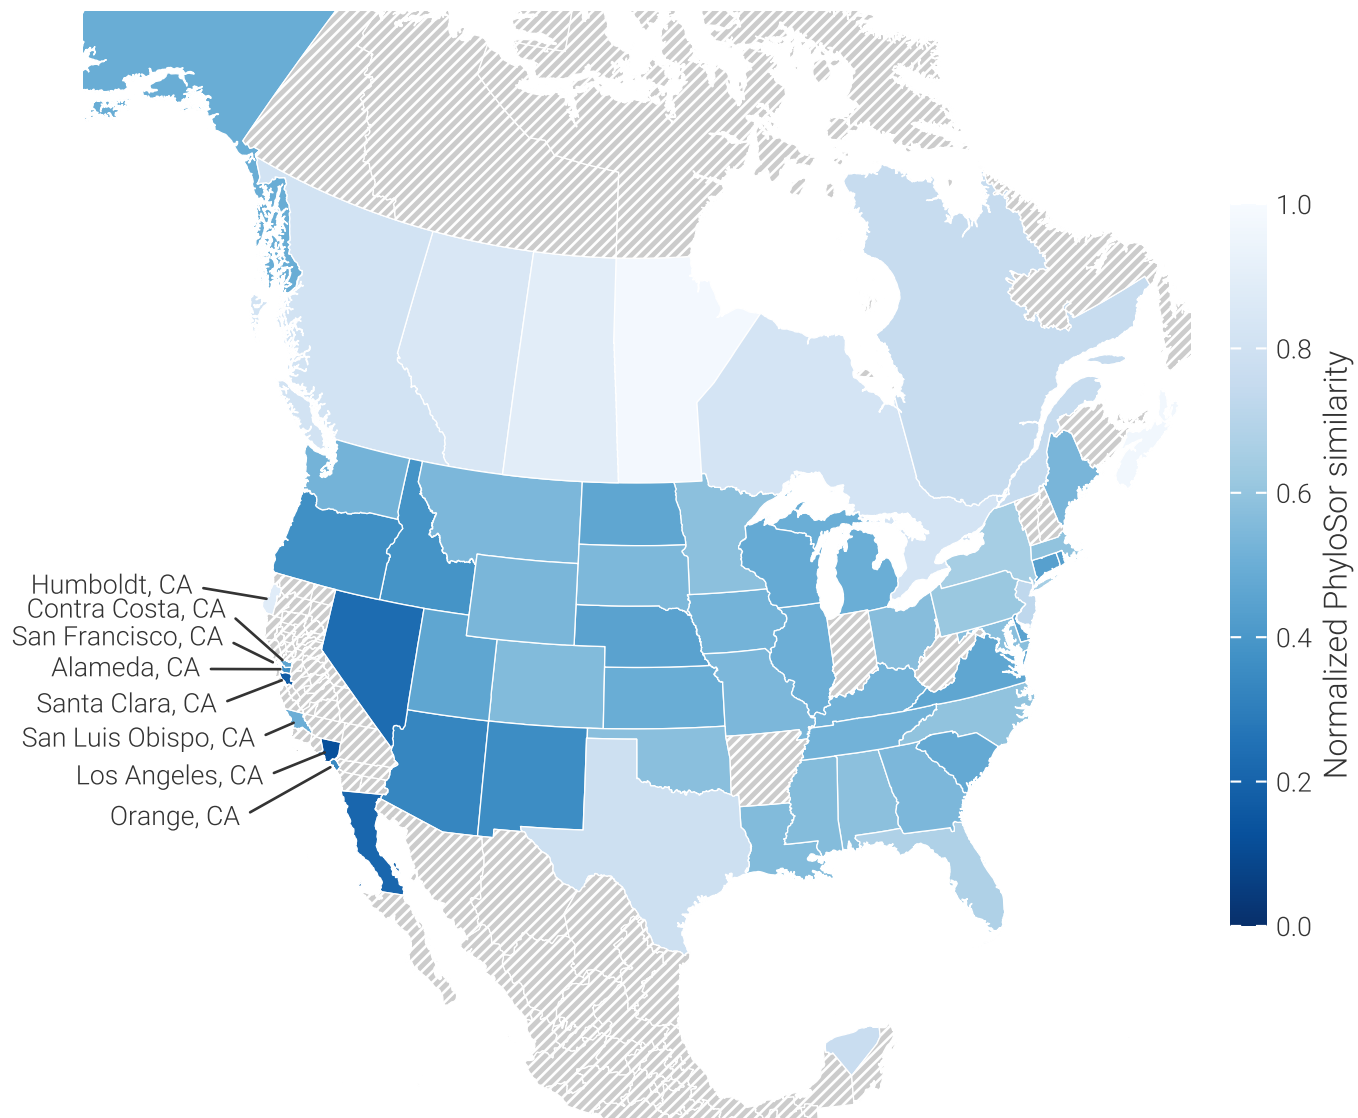 Humboldt, CA
Contra Costa, CA
San Francisco, CA
Alameda, CA
Santa Clara, CA
San Luis Obispo, CA
Los Angeles, CA
Orange, CA
1.0
0.8
0.6
0.4
0.2
0.0
Normalized PhyloSor similarity